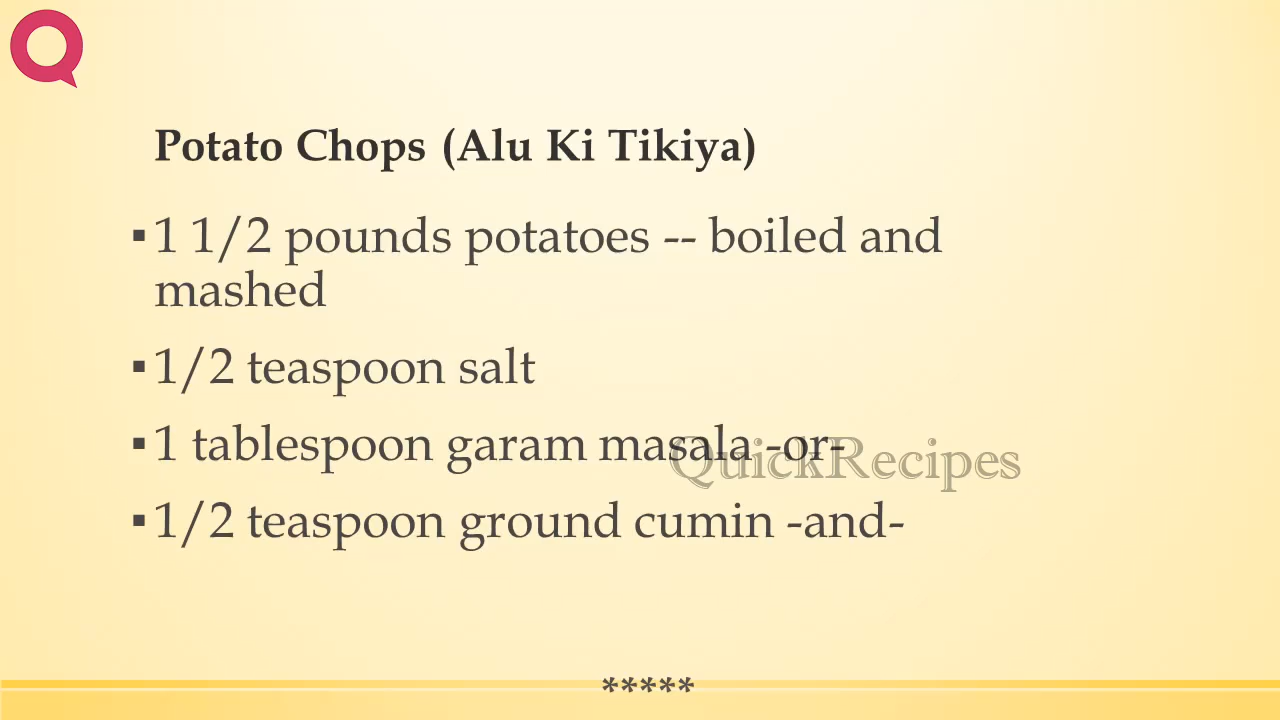 Potato Chops (Alu Ki Tikiya)
▪1 1/2 pounds potatoes -- boiled and
mashed
▪1/2 teaspoon salt
▪1 tablespoon garam masala -or-
QuickRecipes
▪1/2 teaspoon ground cumin -and-
*****